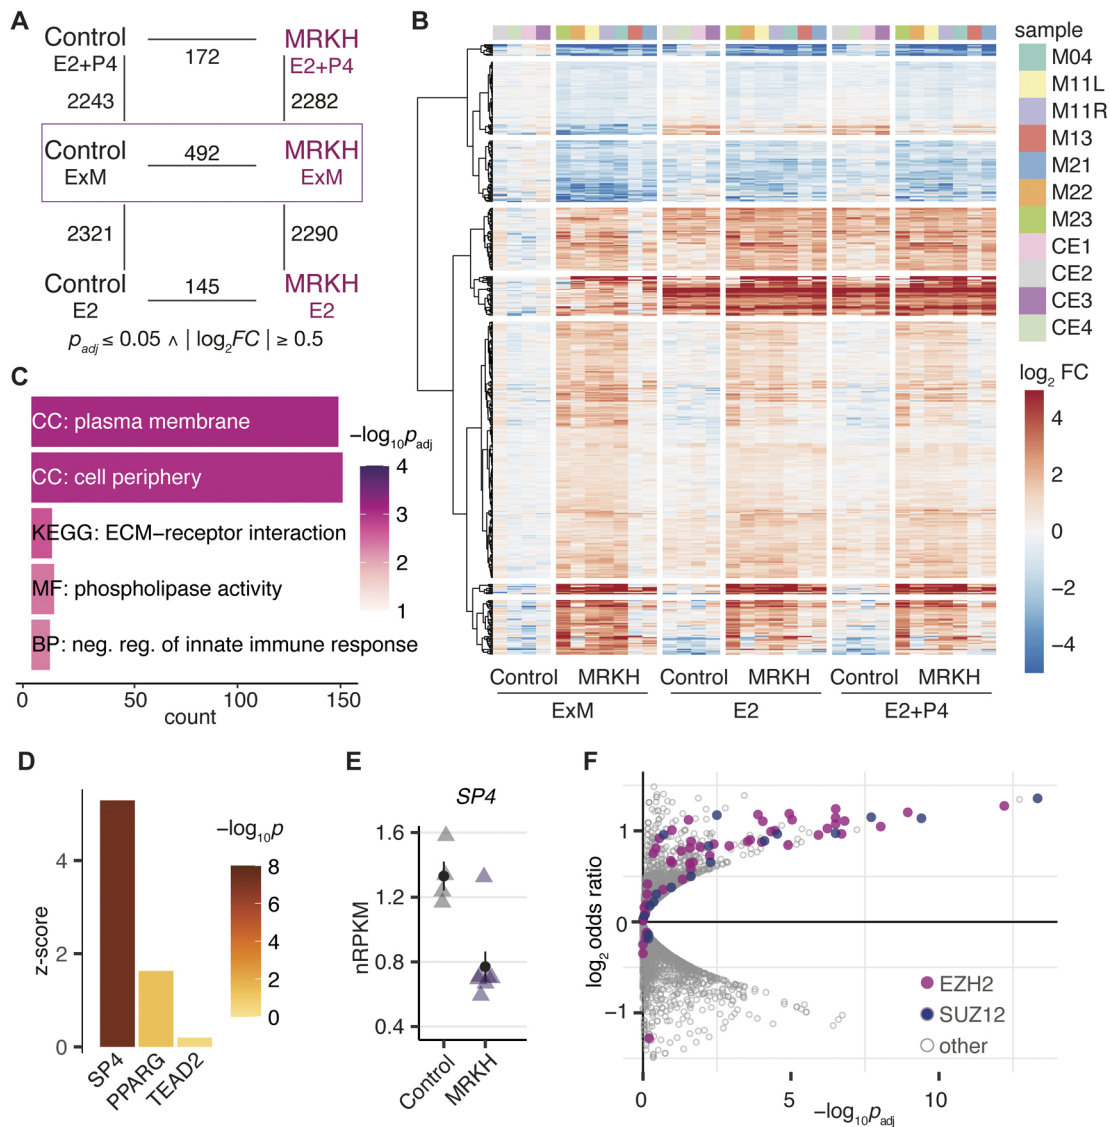 A
Control
E2+P4
172
MRKH
E2+P4
2243
2282
Control
ExM
492
MRKH
ExM
2321
2290
Control
E2
145
MRKH
E2
p_adj ≤ 0.05 ∧ | log₂FC | ≥ 0.5
B
Control
MRKH
Control
MRKH
Control
MRKH
ExM
E2
E2+P4
sample
M04
M11L
M11R
M13
M21
M22
M23
CE1
CE2
CE3
CE4
log₂ FC
4
2
0
−2
−4
C
CC: plasma membrane
CC: cell periphery
KEGG: ECM−receptor interaction
MF: phospholipase activity
BP: neg. reg. of innate immune response
0
50
100
150
count
−log₁₀p_adj
4
3
2
1
D
z-score
4
2
0
SP4
PPARG
TEAD2
−log₁₀p
8
6
4
2
0
E
SP4
nRPKM
1.6
1.2
0.8
0.4
Control
MRKH
F
log₂ odds ratio
1
0
−1
EZH2
SUZ12
other
0
5
10
−log₁₀p_adj